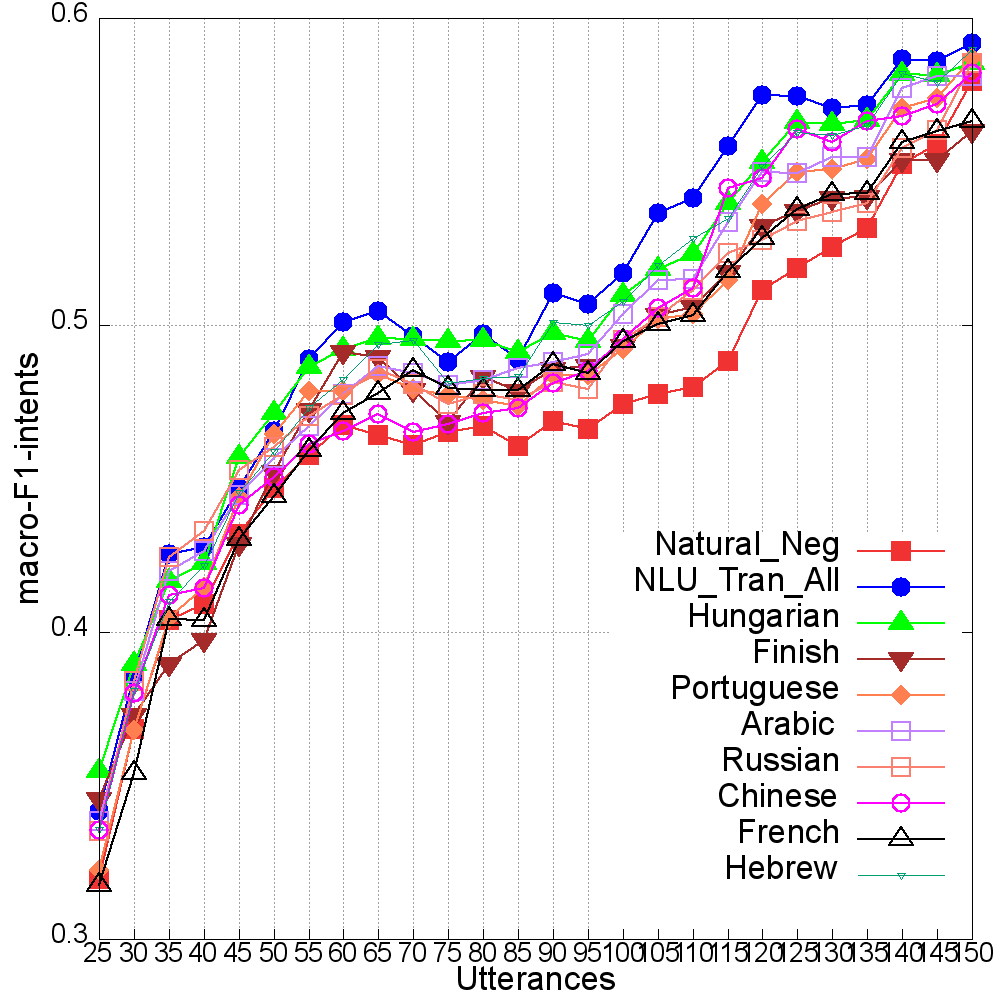 0.6
0.5
0.4
0.3
macro-F1-intents
Natural_Neg
NLU_Tran_All
Hungarian
Finish
Portuguese
Arabic
Russian
Chinese
French
Hebrew
25 30 35 40 45 50 55 60 65 70 75 80 85 90 95 100 105 110 115 120 125 130 135 140 145 150
Utterances